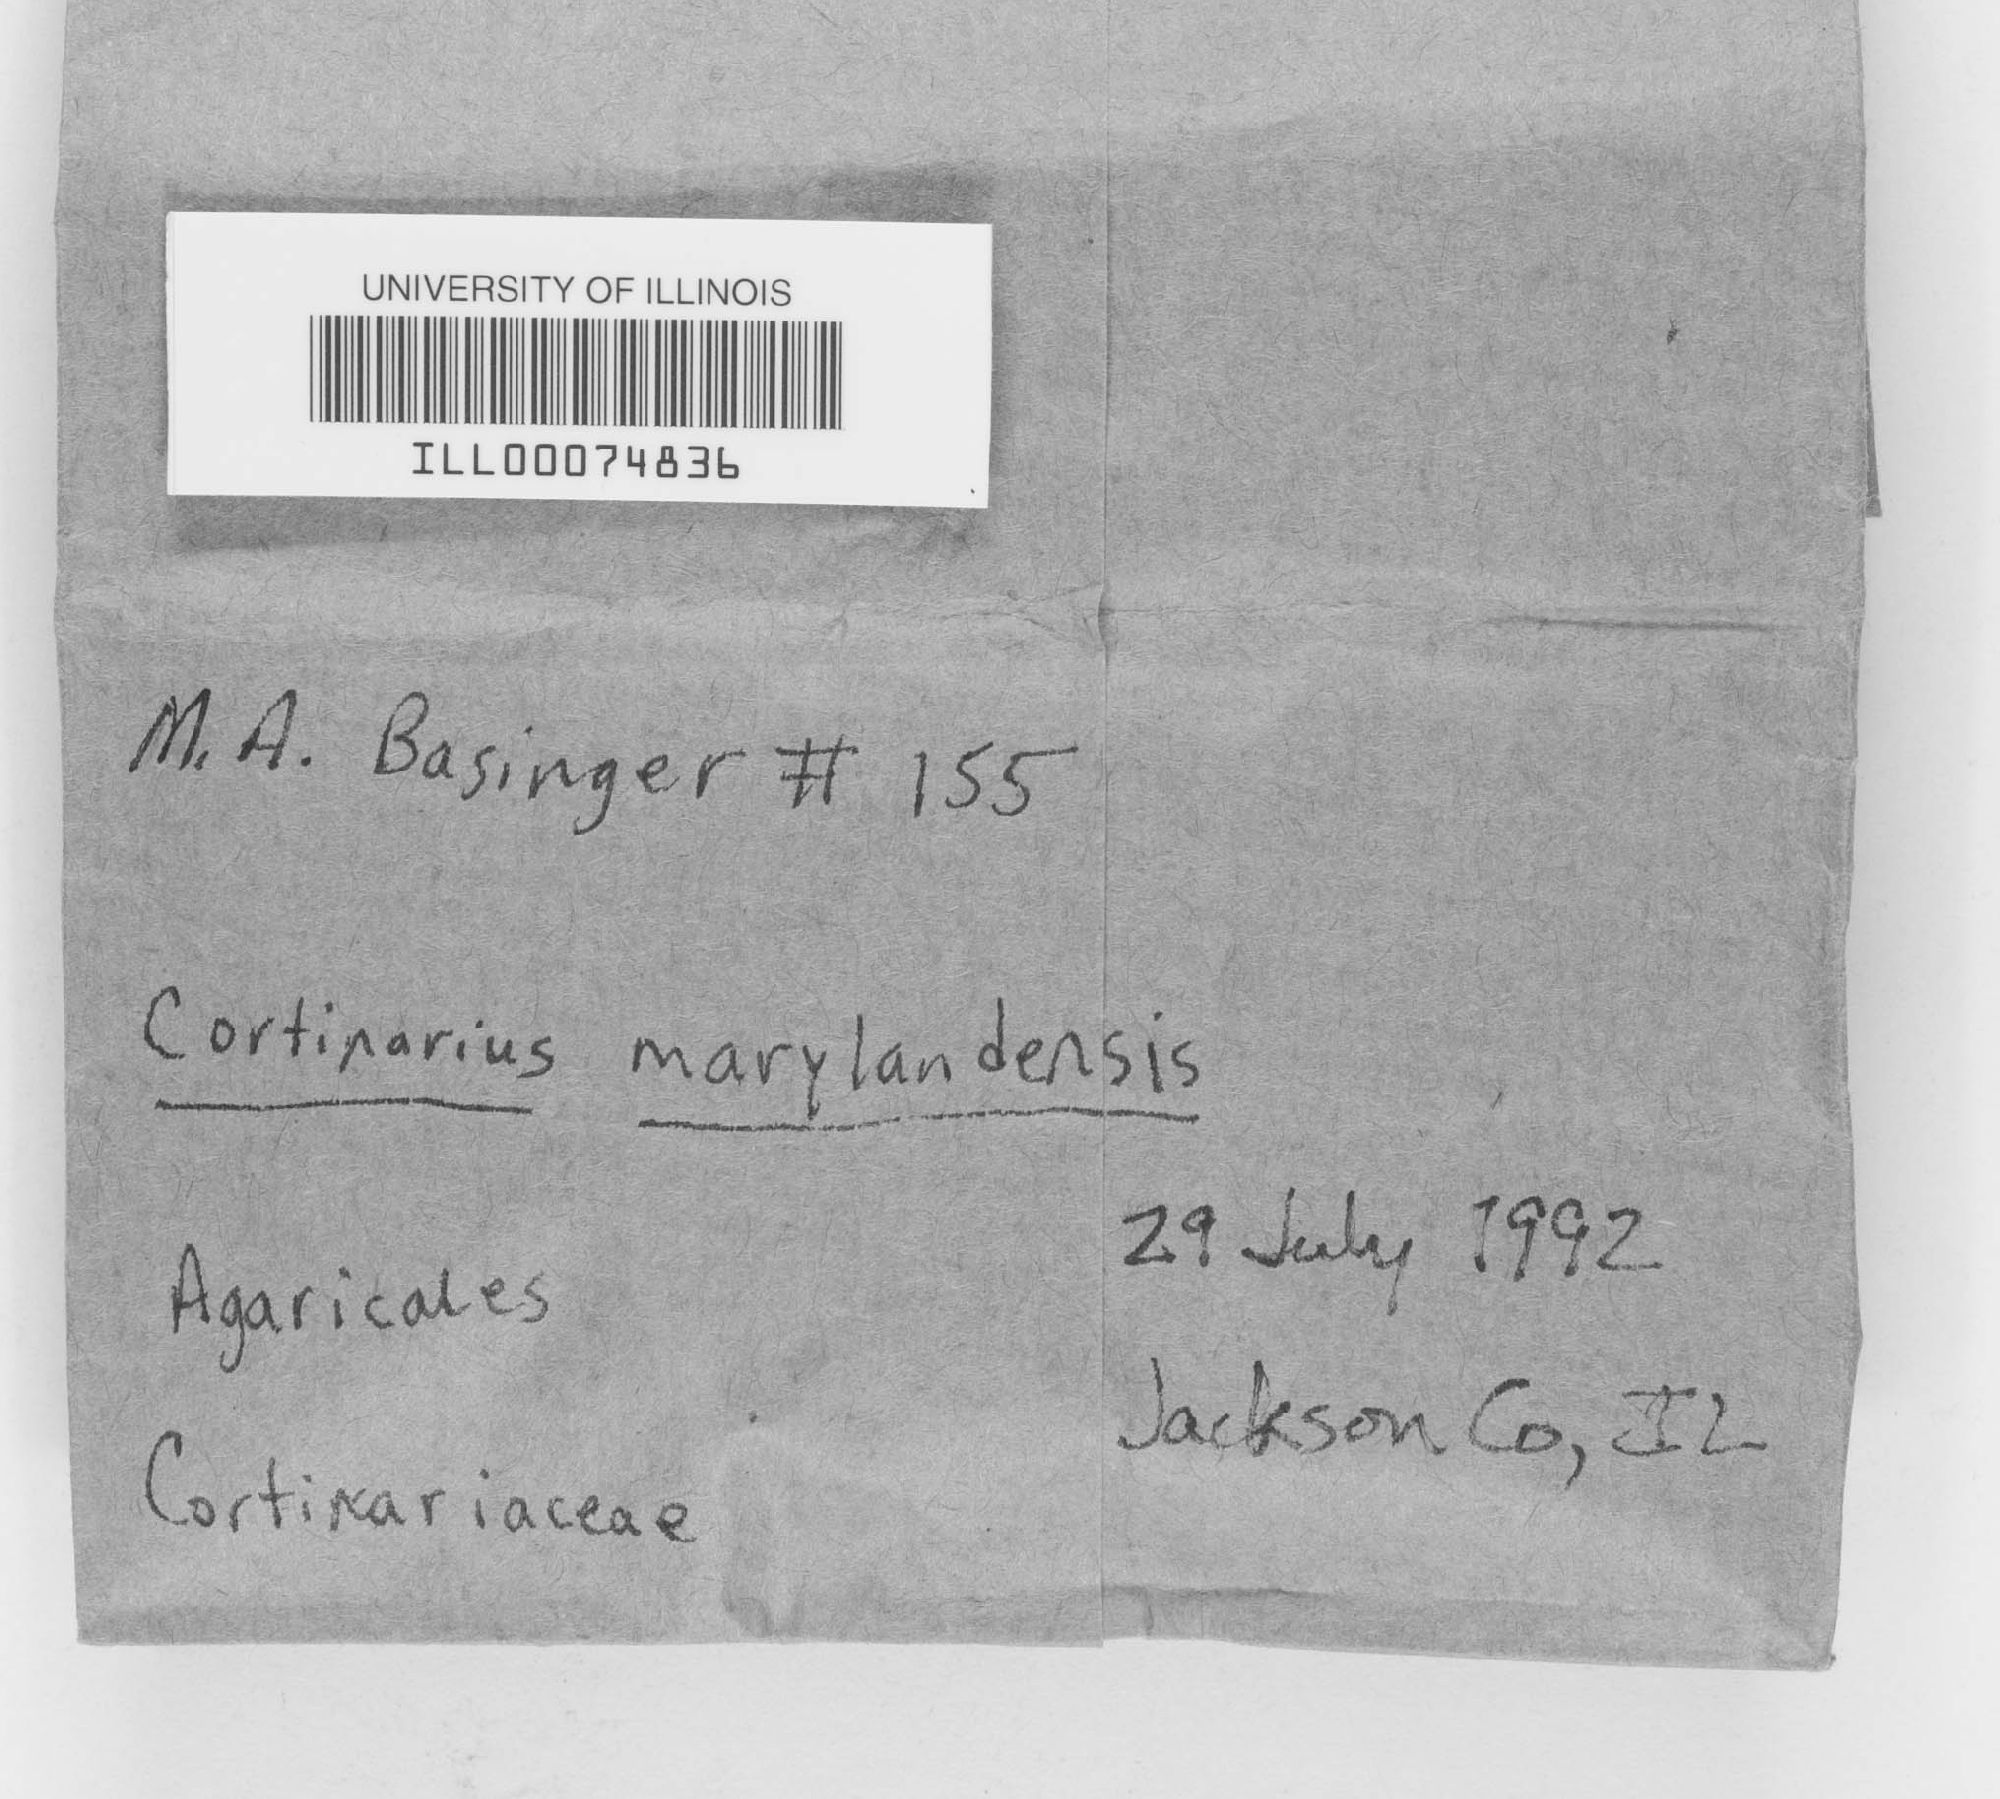 UNIVERSITY OF ILLINOIS
ILL00074836
M. A. Basinger # 155
Cortinarius marylandensis
29 July 1992
Agaricales
Jackson Co, IL
Cortinariaceae